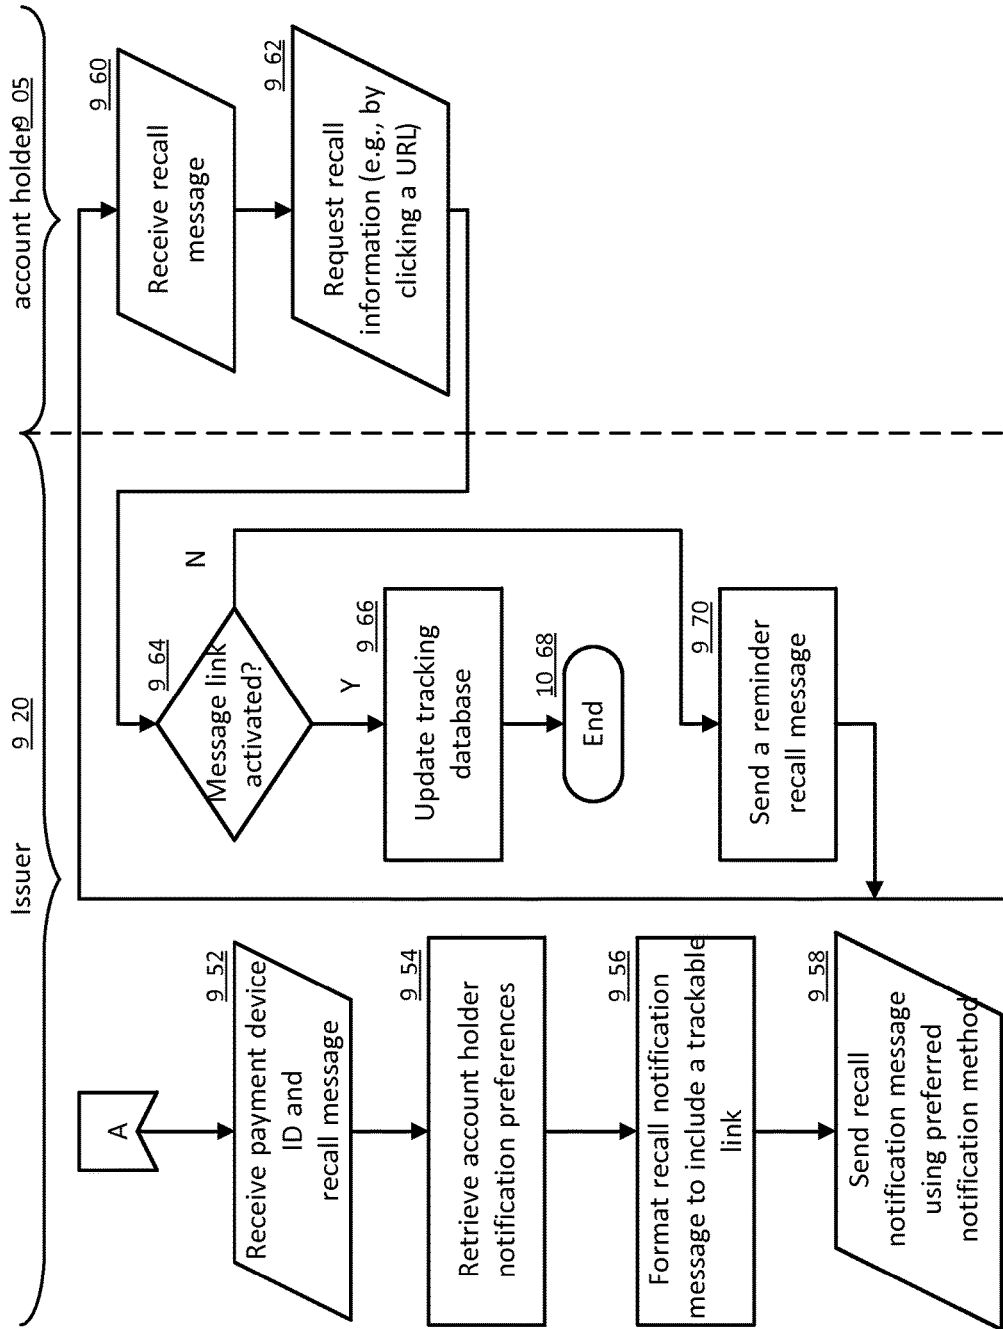 Issuer
9 20
account holder
9 05
A
9 52
Receive payment device
ID and
recall message
9 54
Retrieve account holder
notification preferences
9 56
Format recall notification
message to include a trackable
link
9 58
Send recall
notification message
using preferred
notification method
9 64
Message link
activated?
N
Y
9 66
Update tracking
database
10 68
End
9 70
Send a reminder
recall message
9 60
Receive recall
message
9 62
Request recall
information (e.g., by
clicking a URL)